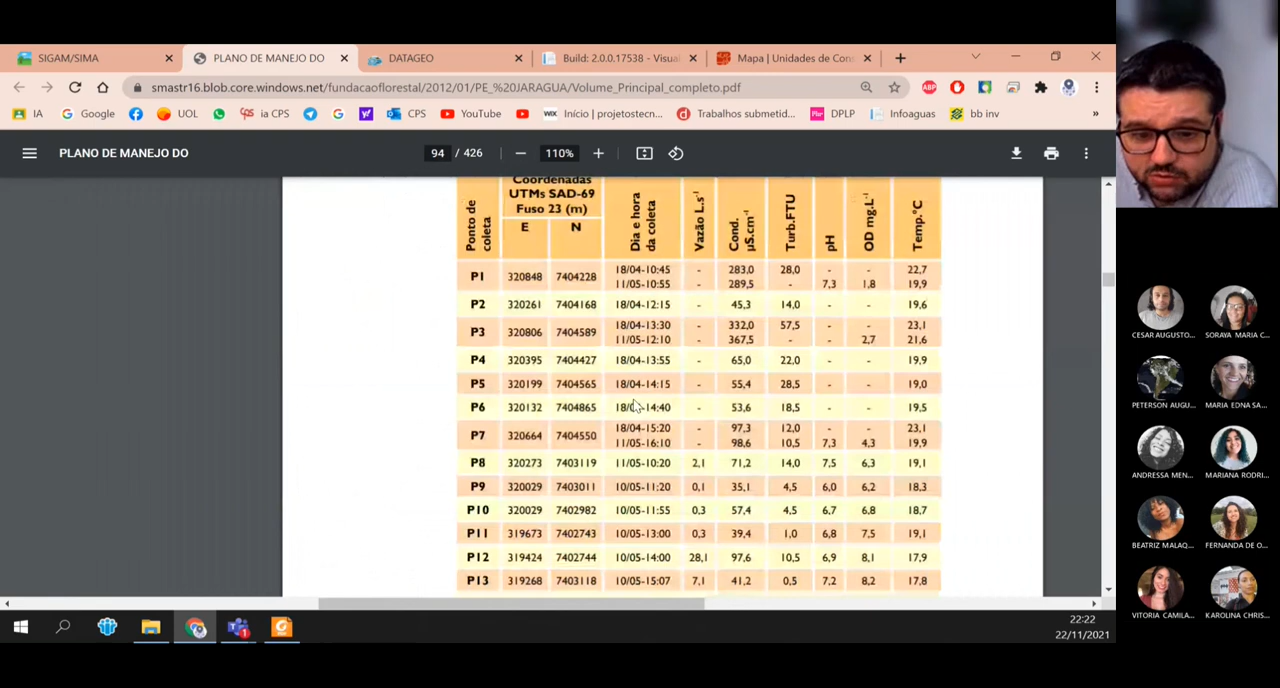 SIGAM/SIMA
PLANO DE MANEJO DO
DATAGEO
Build: 2.0.0.17538 - Visual
Mapa | Unidades de Con
smastr16.blob.core.windows.net/fundacaoflorestal/2012/01/PE_%20JARAGUA/Volume_Principal_completo.pdf
ABP
IA
Google
UOL
ia CPS
CPS
YouTube
WIX
Início | projetostecn...
Trabalhos submetid...
DPLP
Infoaguas
bb inv
»
PLANO DE MANEJO DO
94 / 426
110%
Ponto de coleta
Coordenadas
UTMs SAD-69
Fuso 23 (m)
E N
Dia e hora da coleta
Vazão L.s⁻¹
Cond. µS.cm⁻¹
Turb.FTU
pH
OD mg.L⁻¹
Temp.°C
P1 320848 7404228 18/04-10:45 - 283,0 28,0 - - 22,7
11/05-10:55 - 289,5 - 7,3 1,8 19,9
P2 320261 7404168 18/04-12:15 - 45,3 14,0 - - 19,6
P3 320806 7404589 18/04-13:30 - 332,0 57,5 - - 23,1
11/05-12:10 - 367,5 - - 2,7 21,6
P4 320395 7404427 18/04-13:55 - 65,0 22,0 - - 19,9
P5 320199 7404565 18/04-14:15 - 55,4 28,5 - - 19,0
P6 320132 7404865 18/04-14:40 - 53,6 18,5 - - 19,5
P7 320664 7404550 18/04-15:20 - 97,3 12,0 - - 23,1
11/05-16:10 - 98,6 10,5 7,3 4,3 19,9
P8 320273 7403119 11/05-10:20 2,1 71,2 14,0 7,5 6,3 19,1
P9 320029 7403011 10/05-11:20 0,1 35,1 4,5 6,0 6,2 18,3
P10 320029 7402982 10/05-11:55 0,3 57,4 4,5 6,7 6,8 18,7
P11 319673 7402743 10/05-13:00 0,3 39,4 1,0 6,8 7,5 19,1
P12 319424 7402744 10/05-14:00 28,1 97,6 10,5 6,9 8,1 17,9
P13 319268 7403118 10/05-15:07 7,1 41,2 0,5 7,2 8,2 17,8
22:22
22/11/2021
CESAR AUGUSTO...
SORAYA MARIA C...
PETERSON AUGU...
MARIA EDNA SA...
ANDRESSA MEN...
MARIANA RODRI...
BEATRIZ MALAQ...
FERNANDA DE O...
VITORIA CAMILA...
KAROLINA CHRIS...